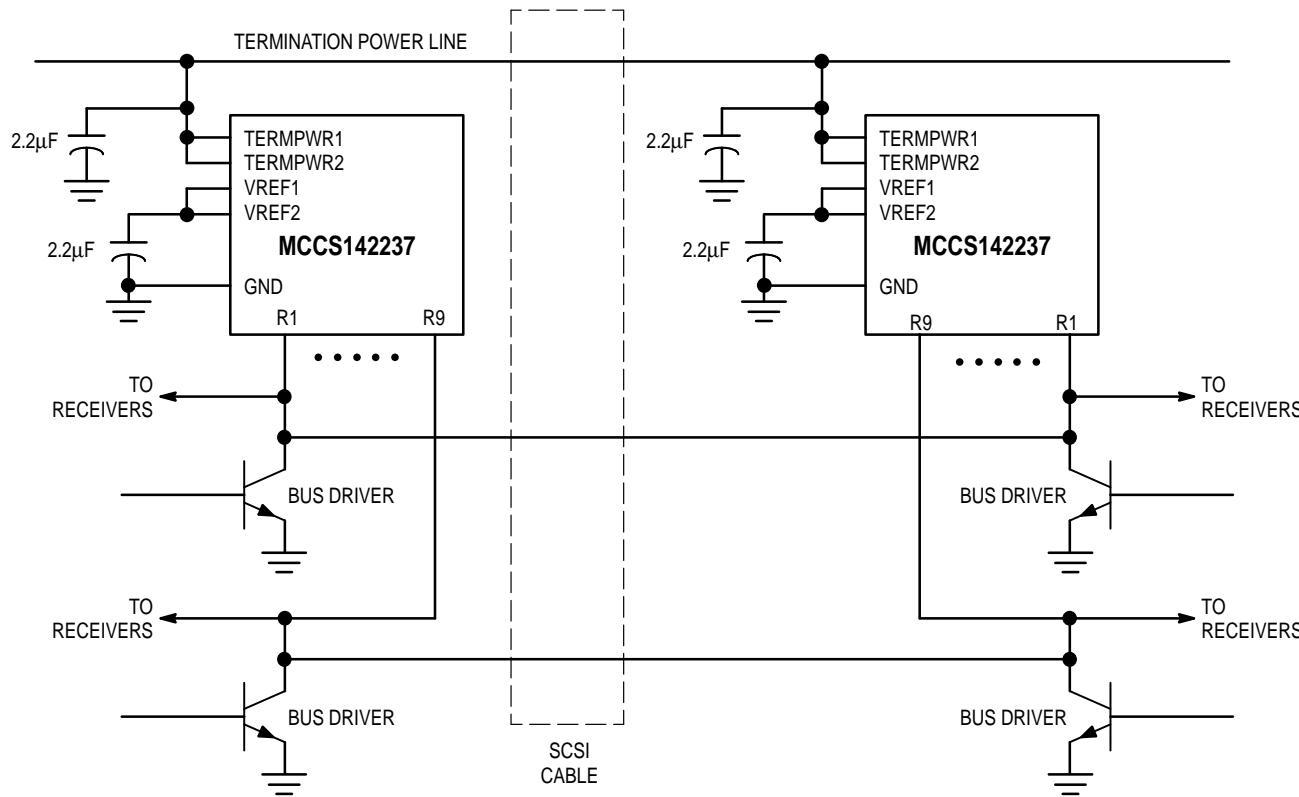 TERMINATION POWER LINE
2.2µF
TERMPWR1
TERMPWR2
VREF1
VREF2
2.2µF
MCCS142237
GND
R1
R9
2.2µF
TERMPWR1
TERMPWR2
VREF1
VREF2
2.2µF
MCCS142237
GND
R9
R1
TO
RECEIVERS
TO
RECEIVERS
BUS DRIVER
BUS DRIVER
TO
RECEIVERS
TO
RECEIVERS
BUS DRIVER
BUS DRIVER
SCSI
CABLE